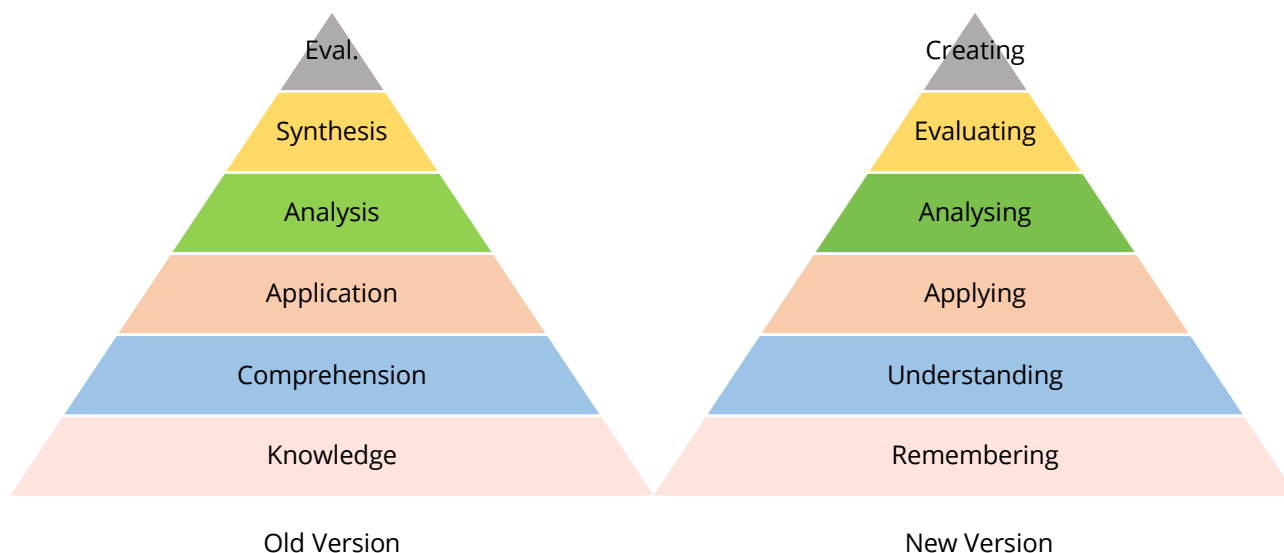 Eval.
Synthesis
Analysis
Application
Comprehension
Knowledge
Old Version
Creating
Evaluating
Analysing
Applying
Understanding
Remembering
New Version